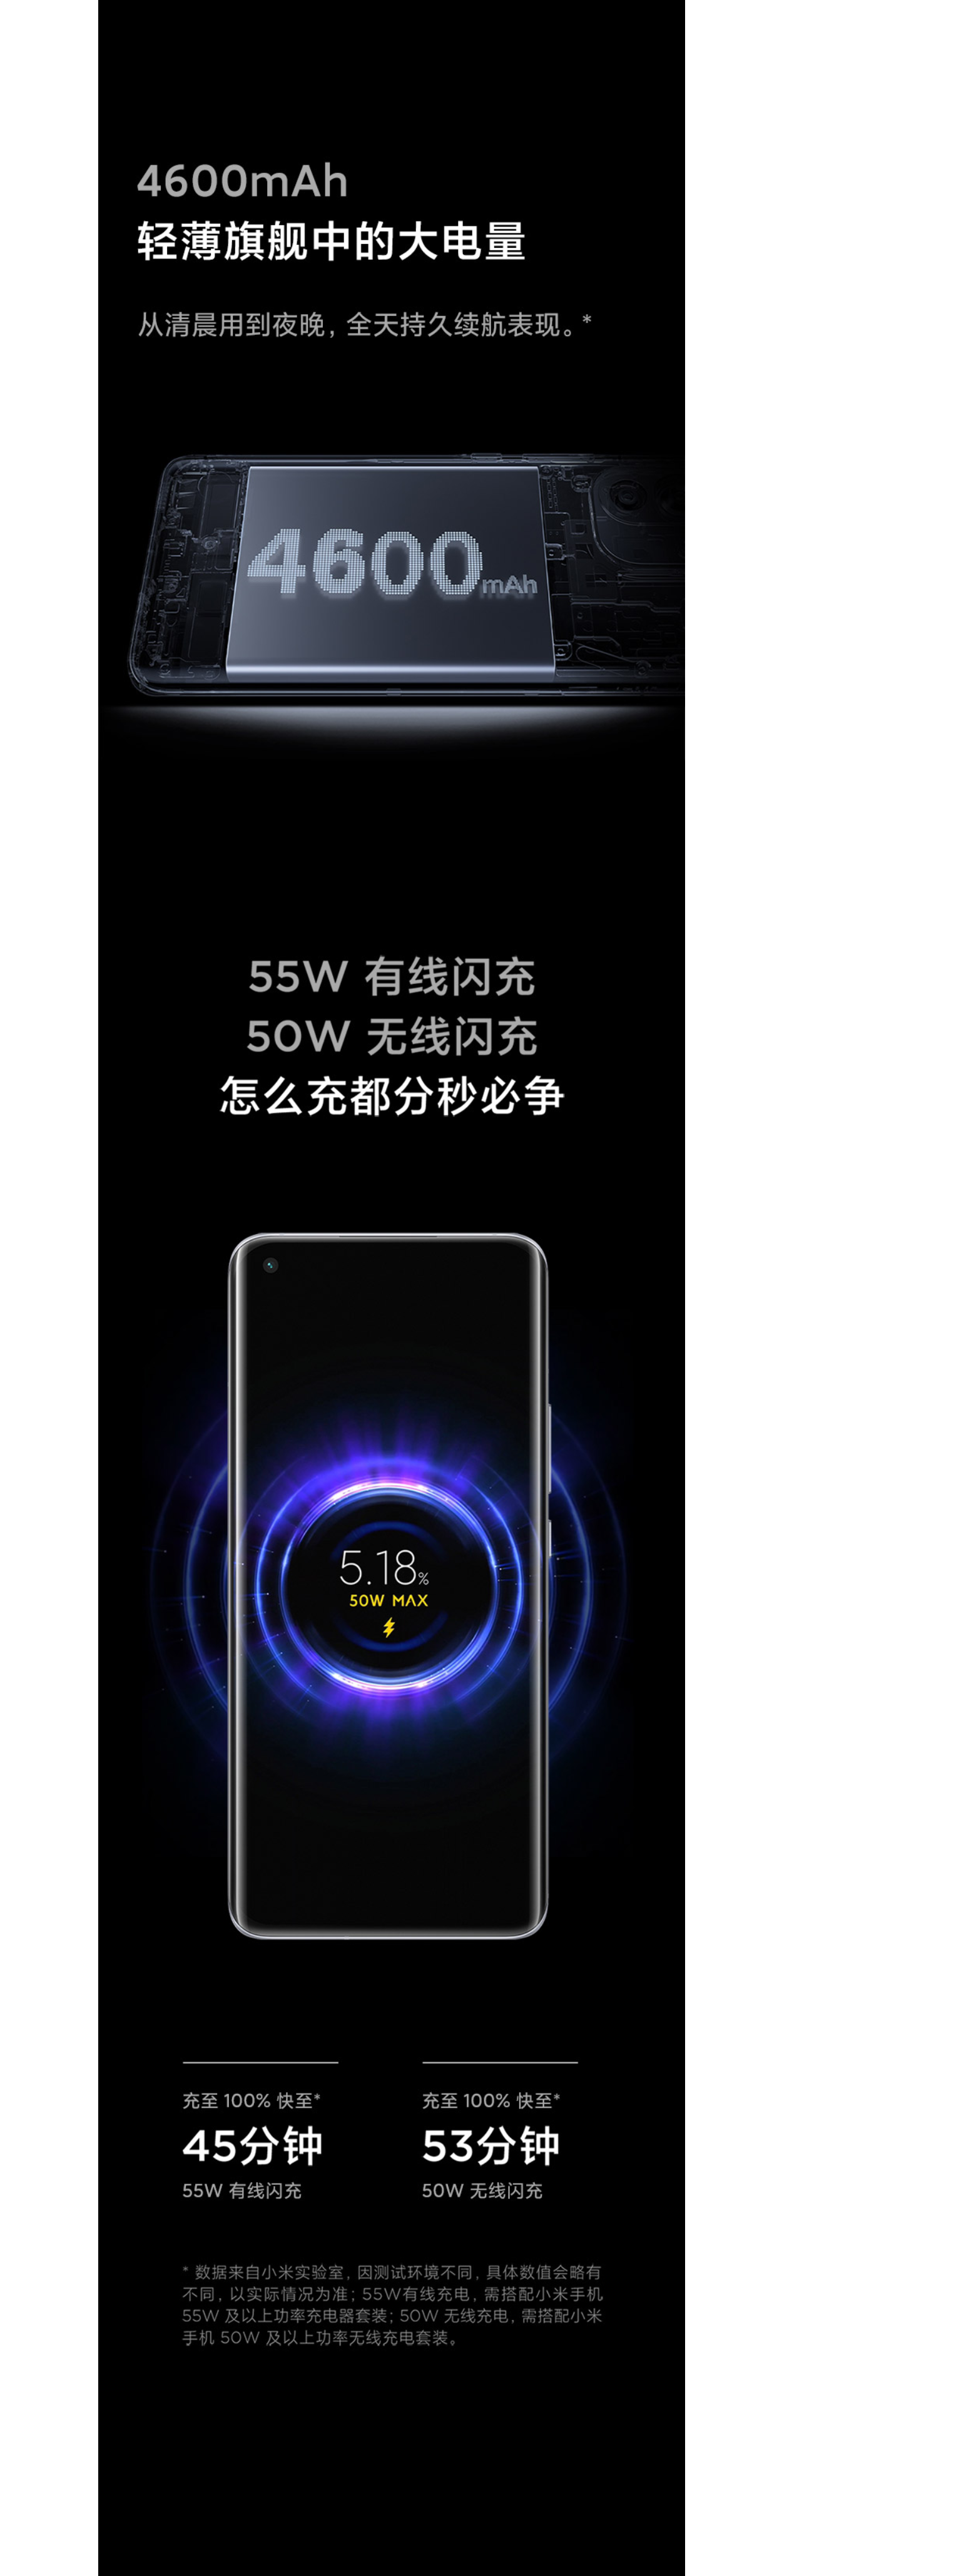 4600mAh
轻薄旗舰中的大电量
从清晨用到夜晚，全天持久续航表现。*
4600mAh
55W 有线闪充
50W 无线闪充
怎么充都分秒必争
5.18%
50W MAX
充至 100% 快至*
45分钟
55W 有线闪充
充至 100% 快至*
53分钟
50W 无线闪充
* 数据来自小米实验室，因测试环境不同，具体数值会略有
不同，以实际情况为准；55W有线充电，需搭配小米手机
55W 及以上功率充电器套装；50W 无线充电，需搭配小米
手机 50W 及以上功率无线充电套装。